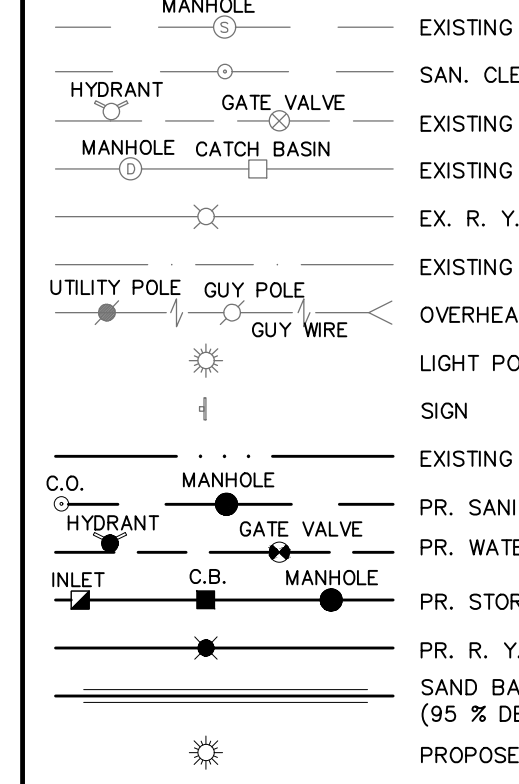 MANHOLE
S
EXISTING
SAN. CLE
HYDRANT
GATE VALVE
EXISTING
MANHOLE CATCH BASIN
D
EXISTING
EX. R. Y.
EXISTING
UTILITY POLE GUY POLE
OVERHEA
GUY WIRE
LIGHT PO
SIGN
EXISTING
C.O.
MANHOLE
PR. SANI
HYDRANT
GATE VALVE
PR. WATE
INLET C.B. MANHOLE
PR. STOR
PR. R. Y.
SAND BA
(95 % DE
PROPOSE